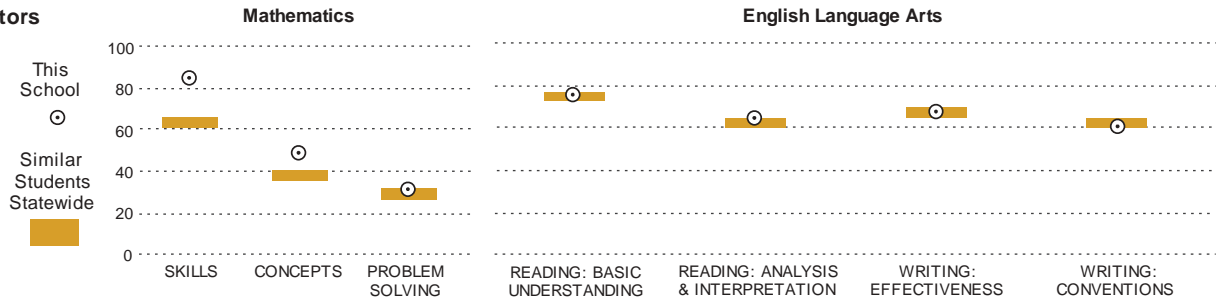 tors
Mathematics
English Language Arts
This
School
Similar
Students
Statewide
100
80
60
40
20
0
SKILLS
CONCEPTS
PROBLEM
SOLVING
READING: BASIC
UNDERSTANDING
READING: ANALYSIS
& INTERPRETATION
WRITING:
EFFECTIVENESS
WRITING:
CONVENTIONS